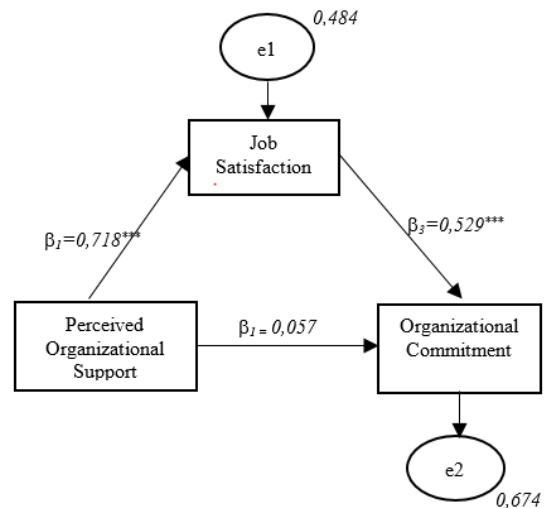 0,484
e1
Job
Satisfaction
β1=0,718***
β3=0,529***
Perceived
Organizational
Support
β1 = 0,057
Organizational
Commitment
e2
0,674